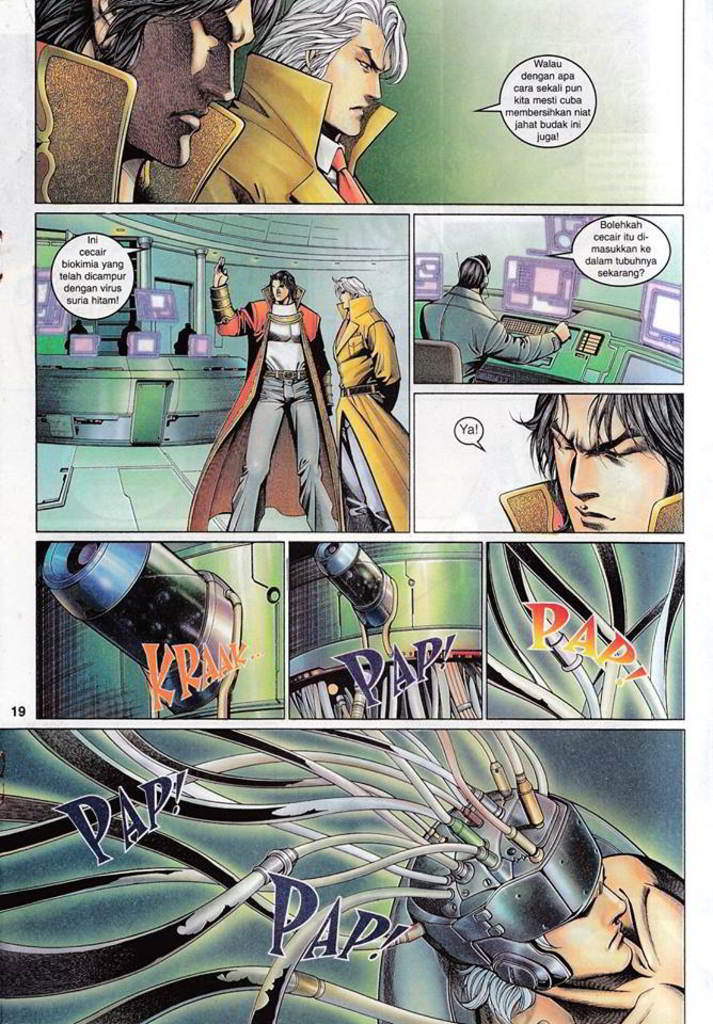 Walau
dengan apa
cara sekali pun
kita mesti cuba
membersihkan niat
jahat budak ini
juga!
Ini
cecair
biokimia yang
telah dicampur
dengan virus
suria hitam!
Bolehkah
cecair itu di-
masukkan ke
dalam tubuhnya
sekarang?
Ya!
KRAAK..
PAP!
PAP!
19
PAP!
PAP!